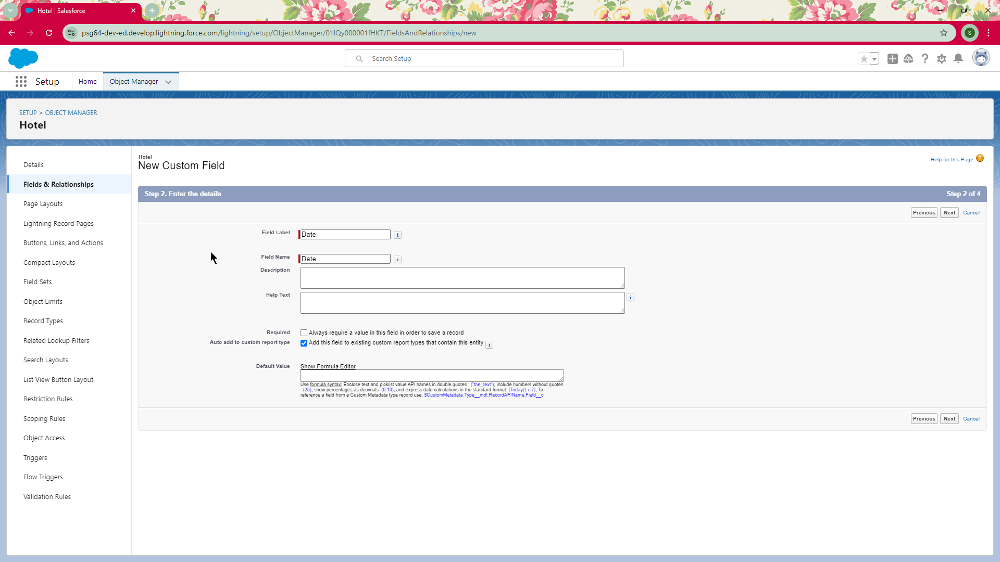 Hotel | Salesforce
psg64-dev-ed.develop.lightning.force.com/lightning/setup/ObjectManager/01IQy000001fHKT/FieldsAndRelationships/new
S
Search Setup
Setup
Home
Object Manager
SETUP > OBJECT MANAGER
Hotel
Details
Fields & Relationships
Page Layouts
Lightning Record Pages
Buttons, Links, and Actions
Compact Layouts
Field Sets
Object Limits
Record Types
Related Lookup Filters
Search Layouts
List View Button Layout
Restriction Rules
Scoping Rules
Object Access
Triggers
Flow Triggers
Validation Rules
Hotel
New Custom Field
Help for this Page
Step 2. Enter the details
Step 2 of 4
Previous
Next
Cancel
Field Label
Date
Field Name
Date
Description
Help Text
Required
Always require a value in this field in order to save a record
Auto add to custom report type
Add this field to existing custom report types that contain this entity
Default Value
Show Formula Editor
Use formula syntax: Enclose text and picklist value API names in double quotes : ("the_text"), include numbers without quotes
: (25), show percentages as decimals: (0.10), and express date calculations in the standard format: (Today() + 7), To
reference a field from a Custom Metadata type record use: $CustomMetadata.Type__mdt.RecordAPIName.Field__c
Previous
Next
Cancel